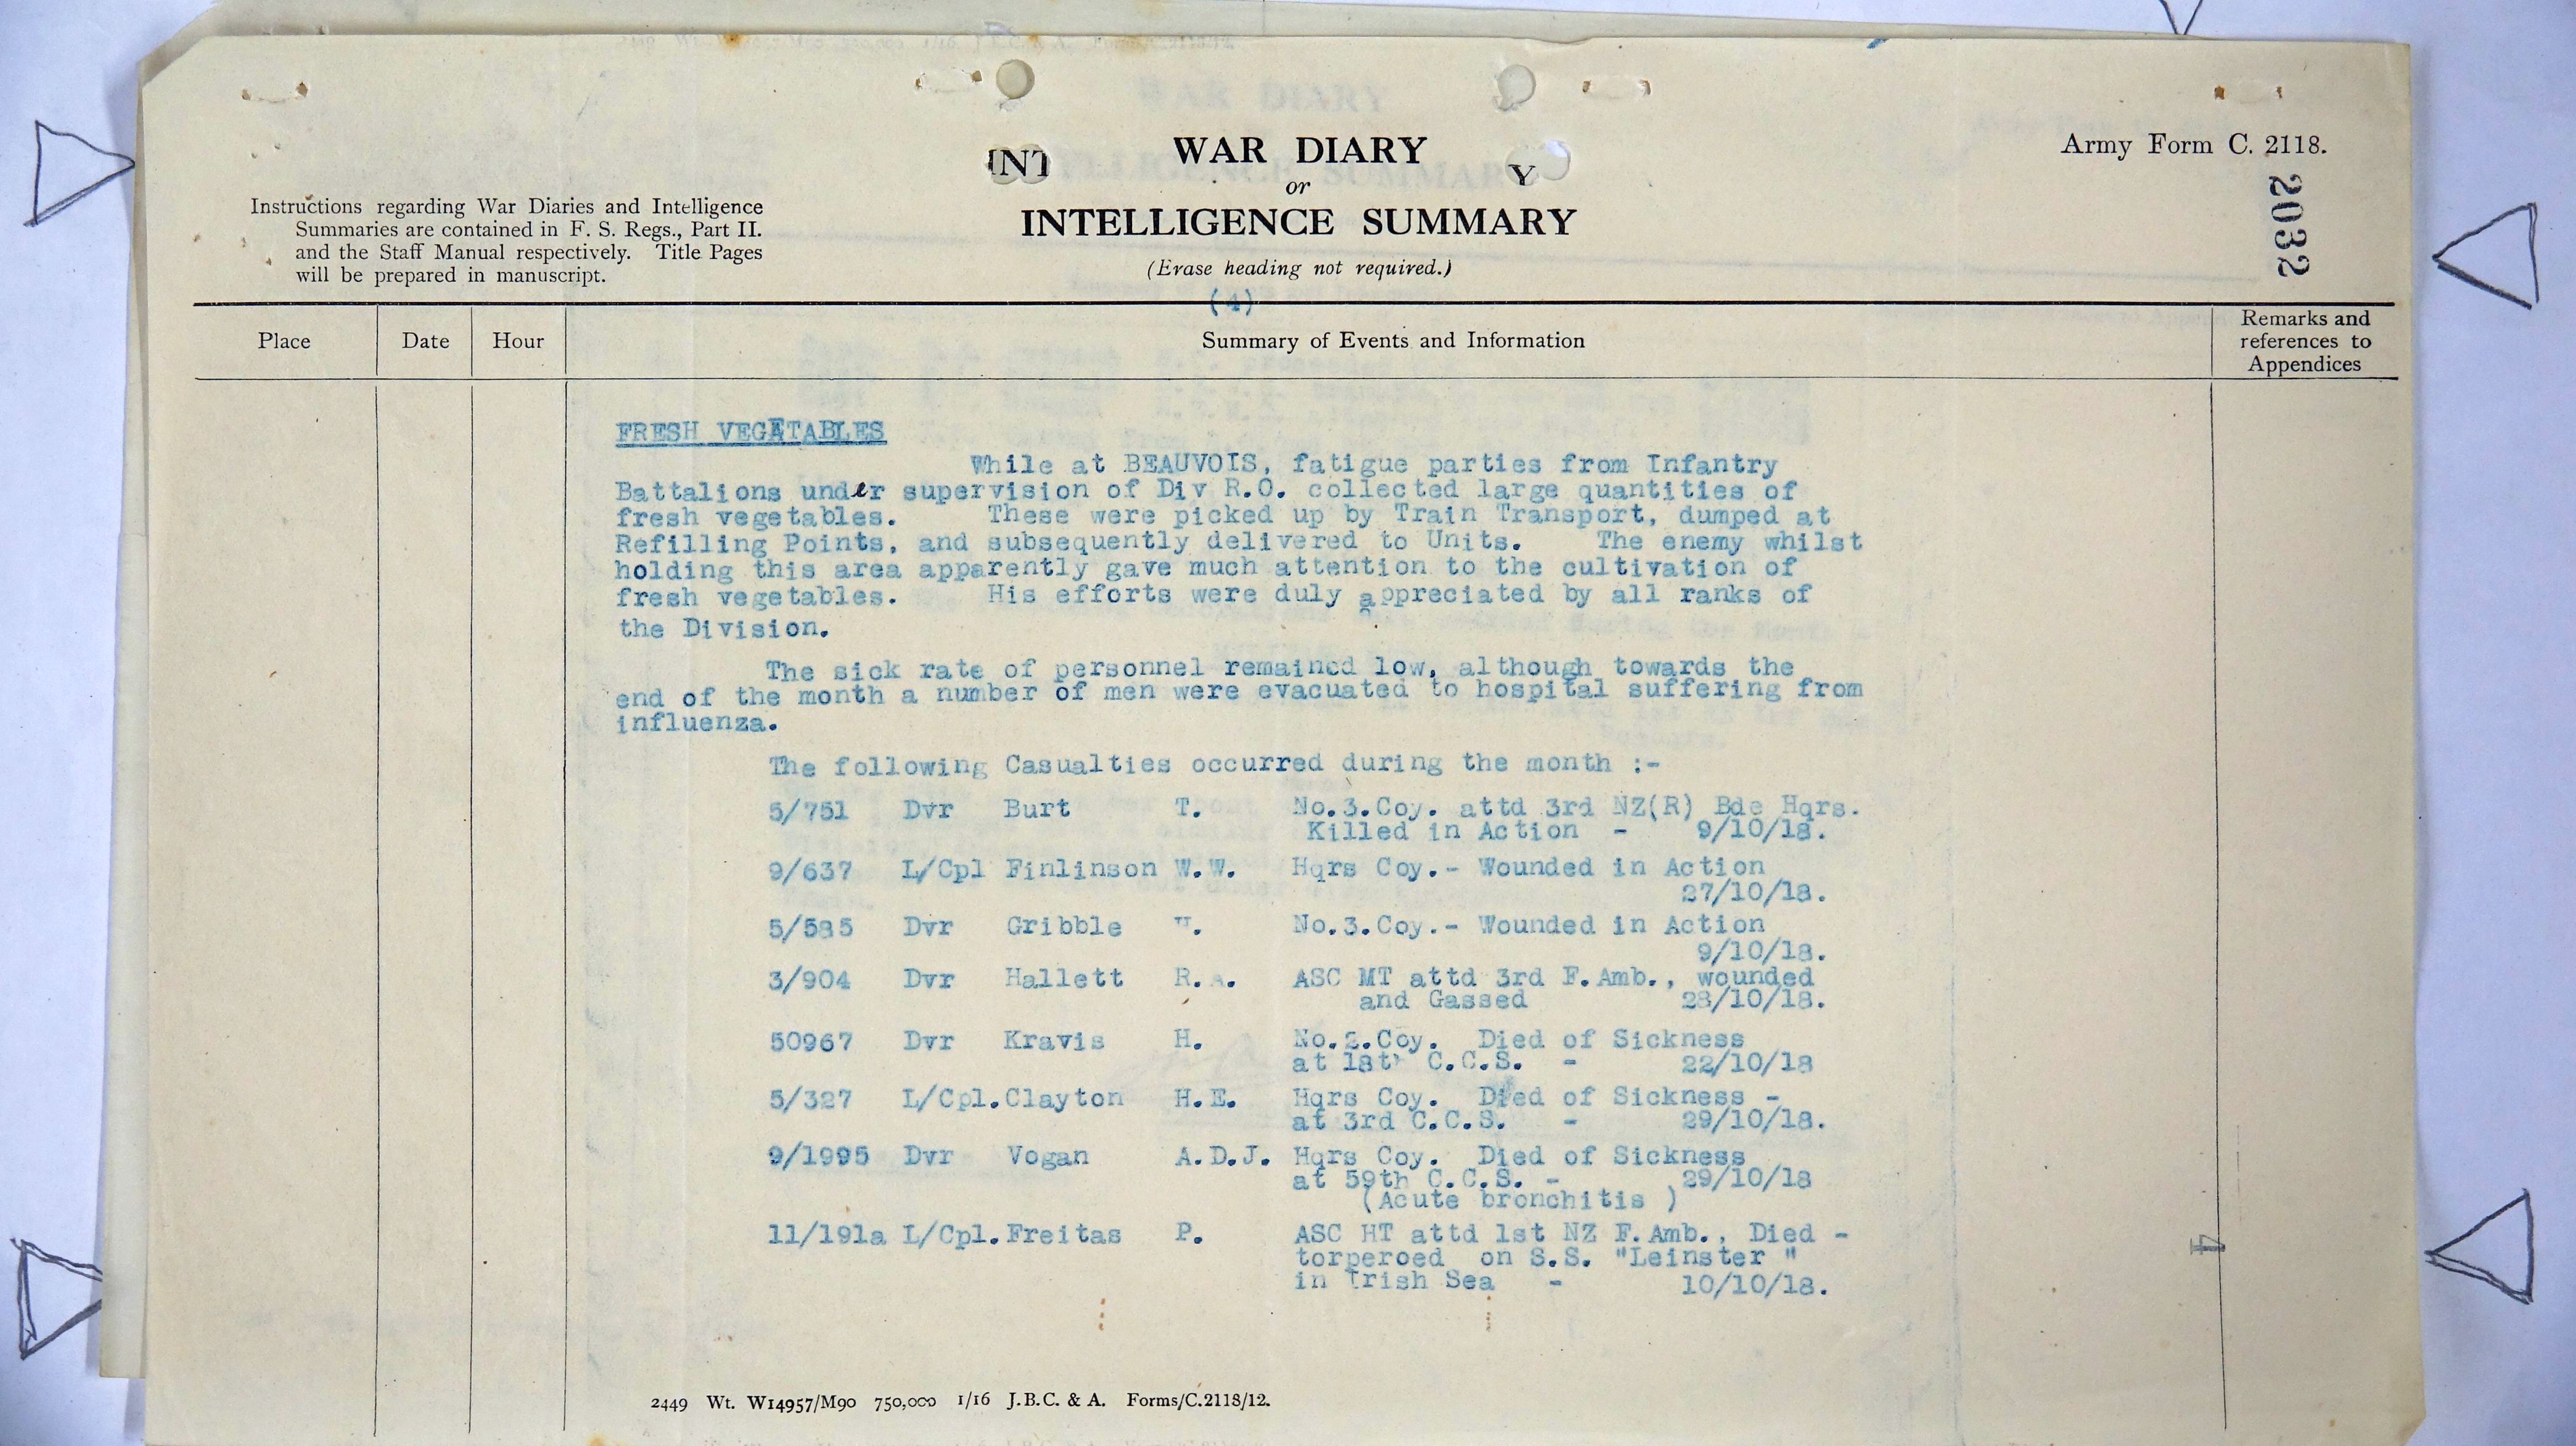 Army Form C. 2118.
2032
WAR DIARY
or
INTELLIGENCE SUMMARY
(Erase heading not required.)
INT
Y
Instructions regarding War Diaries and Intelligence
Summaries are contained in F. S. Regs., Part II.
and the Staff Manual respectively. Title Pages
will be prepared in manuscript.
(4)
Place Date Hour Summary of Events and Information Remarks and
references to
Appendices
FRESH VEGETABLES
While at BEAUVOIS, fatigue parties from Infantry
Battalions under supervision of Div R.O. collected large quantities of
fresh vegetables. These were picked up by Train Transport, dumped at
Refilling Points, and subsequently delivered to Units. The enemy whilst
holding this area apparently gave much attention to the cultivation of
fresh vegetables. His efforts were duly appreciated by all ranks of
the Division.
The sick rate of personnel remained low, although towards the
end of the month a number of men were evacuated to hospital suffering from
influenza.
The following Casualties occurred during the month :-
5/751 Dvr Burt T. No.3.Coy. attd 3rd NZ(R) Bde Hqrs.
Killed in Action - 9/10/18.
9/637 L/Cpl Finlinson W.W. Hqrs Coy.- Wounded in Action
27/10/18.
5/585 Dvr Gribble No.3.Coy.- Wounded in Action
9/10/18.
3/904 Dvr Hallett R.A. ASC MT attd 3rd F.Amb., wounded
and Gassed 28/10/18.
50967 Dvr Kravis H. No.2.Coy. Died of Sickness
at 18th C.C.S. - 22/10/18
5/327 L/Cpl. Clayton H.E. Hqrs Coy. Died of Sickness -
at 3rd C.C.S. - 29/10/18.
9/1995 Dvr Vogan A.D.J. Hqrs Coy. Died of Sickness
at 59th C.C.S. - 29/10/18
(Acute bronchitis )
11/191a L/Cpl. Freitas P. ASC HT attd 1st NZ F.Amb., Died -
torperoed on S.S. "Leinster "
in Irish Sea - 10/10/18.
4
2449 Wt. W14957/M90 750,000 1/16 J.B.C. & A. Forms/C.2118/12.